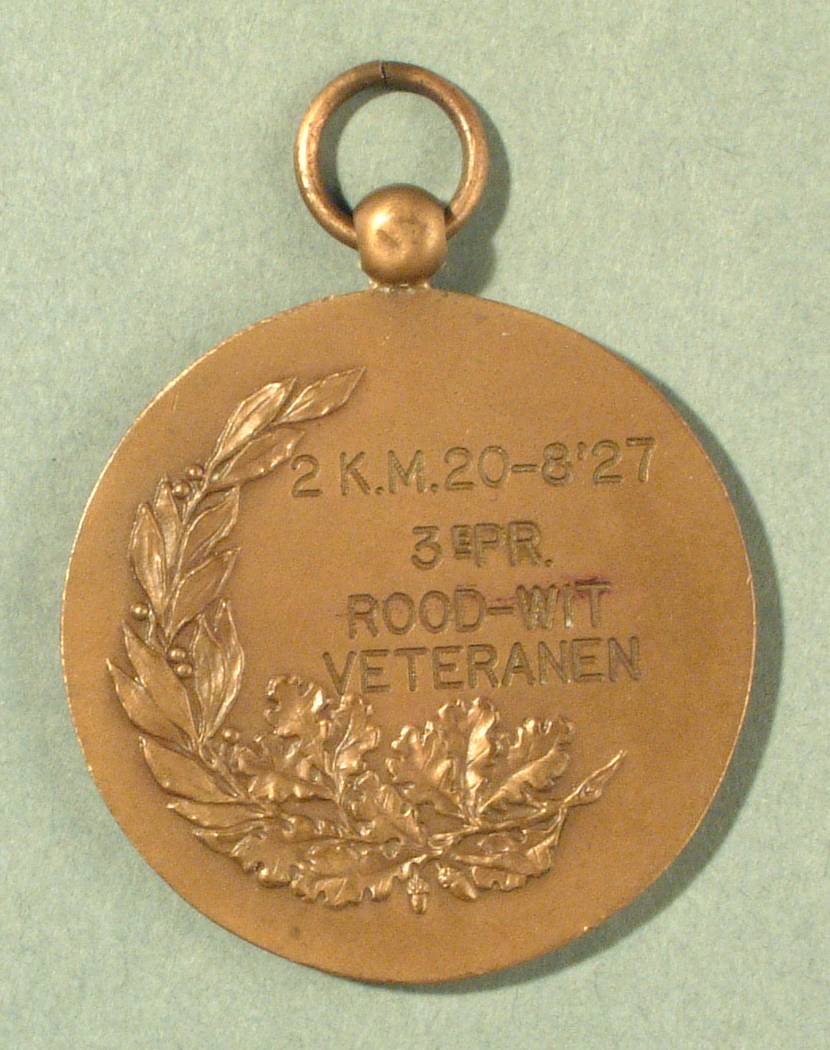 2 K.M. 20-8'27
3E PR.
ROOD-WIT
VETERANEN